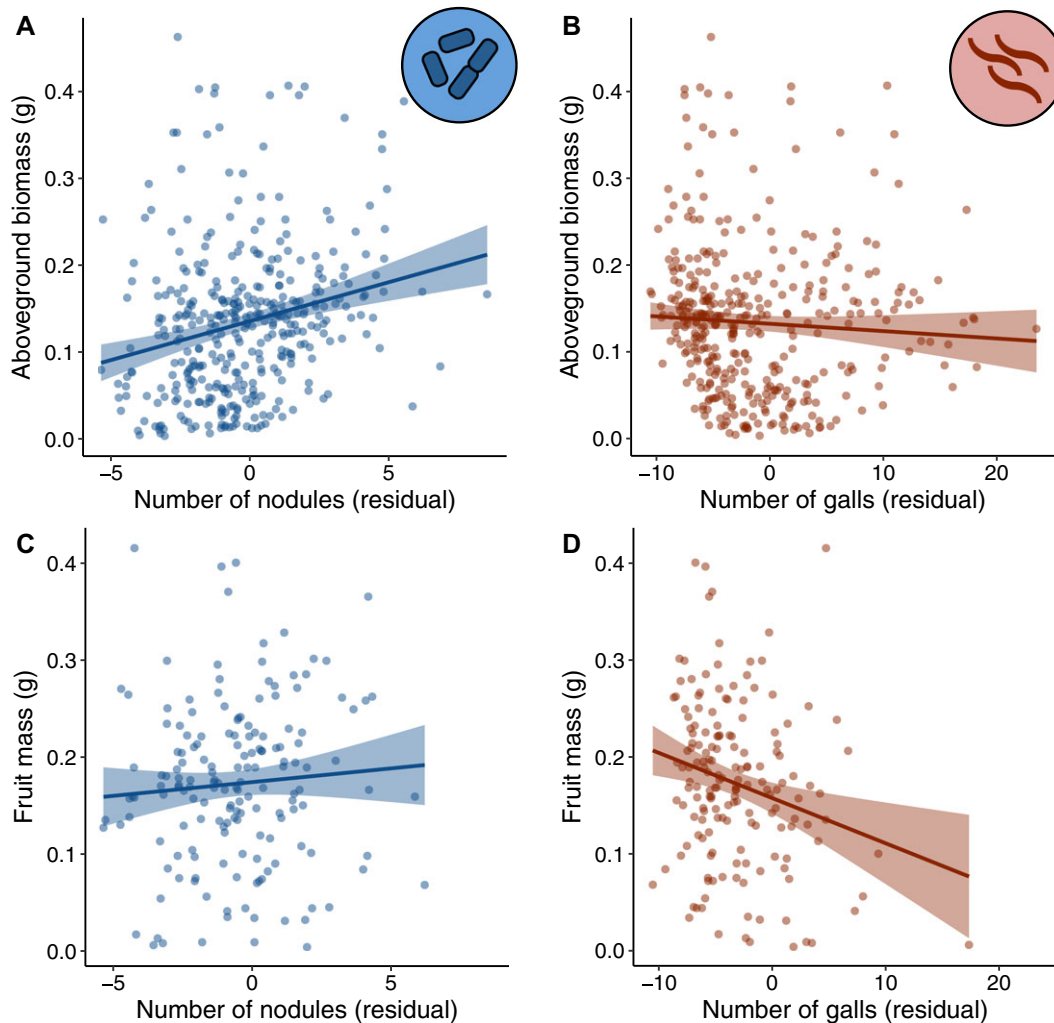 A
B
Aboveground biomass (g)
0.4
0.3
0.2
0.1
0.0
−5
0
5
Number of nodules (residual)
Aboveground biomass (g)
0.4
0.3
0.2
0.1
0.0
−10
0
10
20
Number of galls (residual)
C
D
Fruit mass (g)
0.4
0.3
0.2
0.1
0.0
−5
0
5
Number of nodules (residual)
Fruit mass (g)
0.4
0.3
0.2
0.1
0.0
−10
0
10
20
Number of galls (residual)